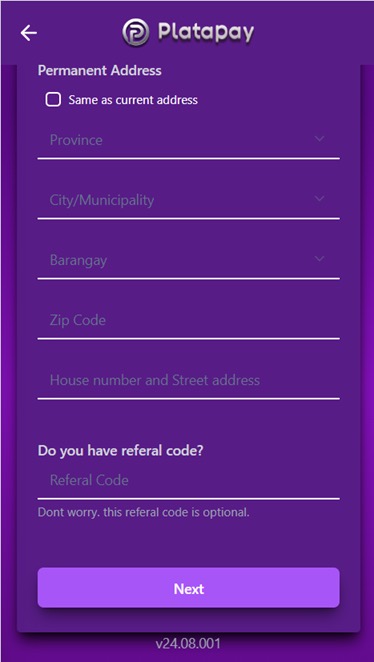 Platapay
Permanent Address
Same as current address
Province
City/Municipality
Barangay
Zip Code
House number and Street address
Do you have referal code?
Referal Code
Dont worry. this referal code is optional.
Next
v24.08.001